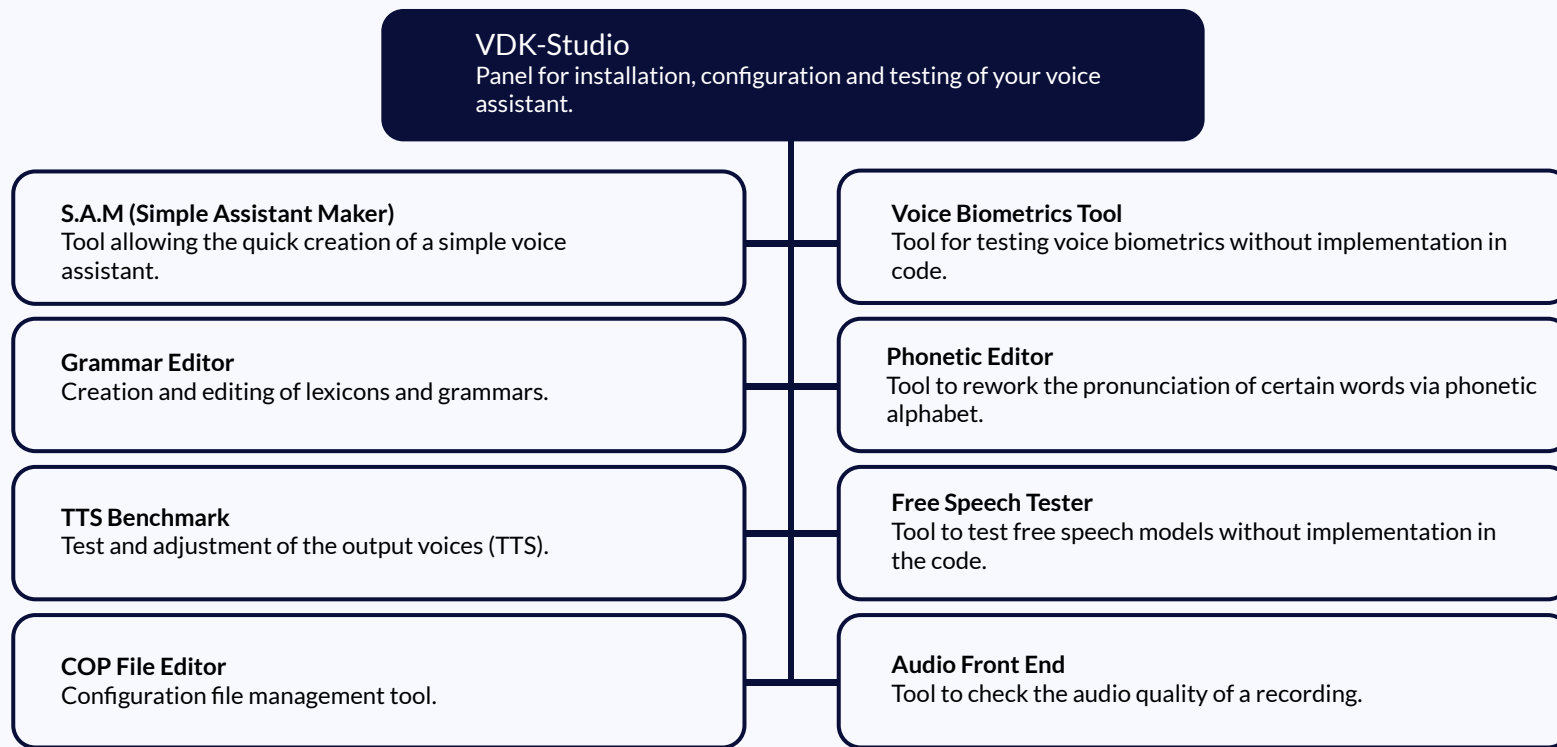 VDK-Studio
Panel for installation, configuration and testing of your voice
assistant.
S.A.M (Simple Assistant Maker)
Tool allowing the quick creation of a simple voice
assistant.
Voice Biometrics Tool
Tool for testing voice biometrics without implementation in
code.
Grammar Editor
Creation and editing of lexicons and grammars.
Phonetic Editor
Tool to rework the pronunciation of certain words via phonetic
alphabet.
TTS Benchmark
Test and adjustment of the output voices (TTS).
Free Speech Tester
Tool to test free speech models without implementation in
the code.
COP File Editor
Configuration file management tool.
Audio Front End
Tool to check the audio quality of a recording.